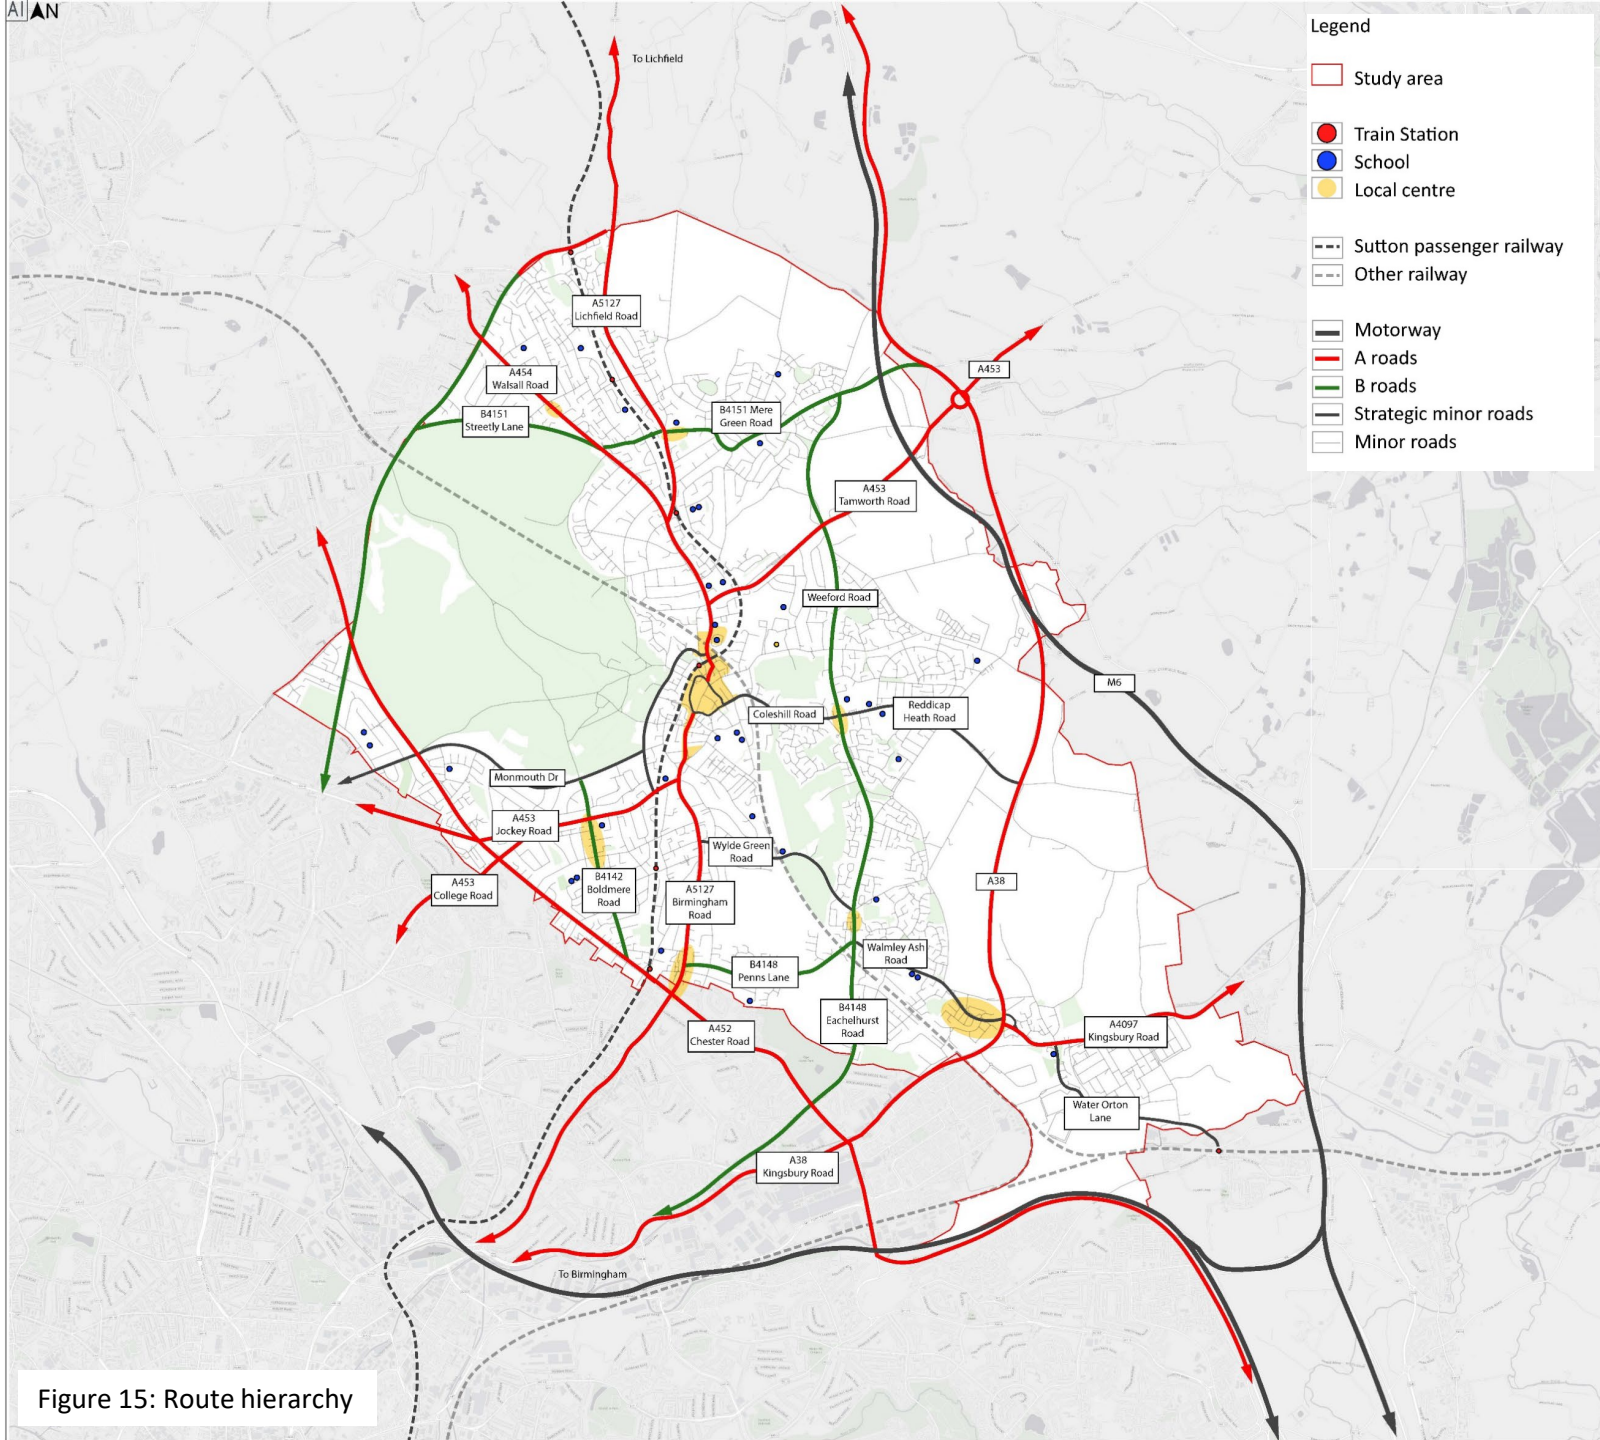 AI N
To Lichfield
Legend
Study area
Train Station
School
Local centre
Sutton passenger railway
Other railway
Motorway
A roads
B roads
Strategic minor roads
Minor roads
A5127
Lichfield Road
A454
Walsall Road
A453
B4151
Streetly Lane
B4151 Mere
Green Road
A453
Tamworth Road
Weeford Road
M6
Coleshill Road
Reddicap
Heath Road
Monmouth Dr
A453
Jockey Road
Wylde Green
Road
A453
College Road
B4142
Boldmere
Road
A5127
Birmingham
Road
A38
B4148
Penns Lane
Walmley Ash
Road
B4148
Eachelhurst
Road
A452
Chester Road
A4097
Kingsbury Road
Water Orton
Lane
A38
Kingsbury Road
To Birmingham
Figure 15: Route hierarchy